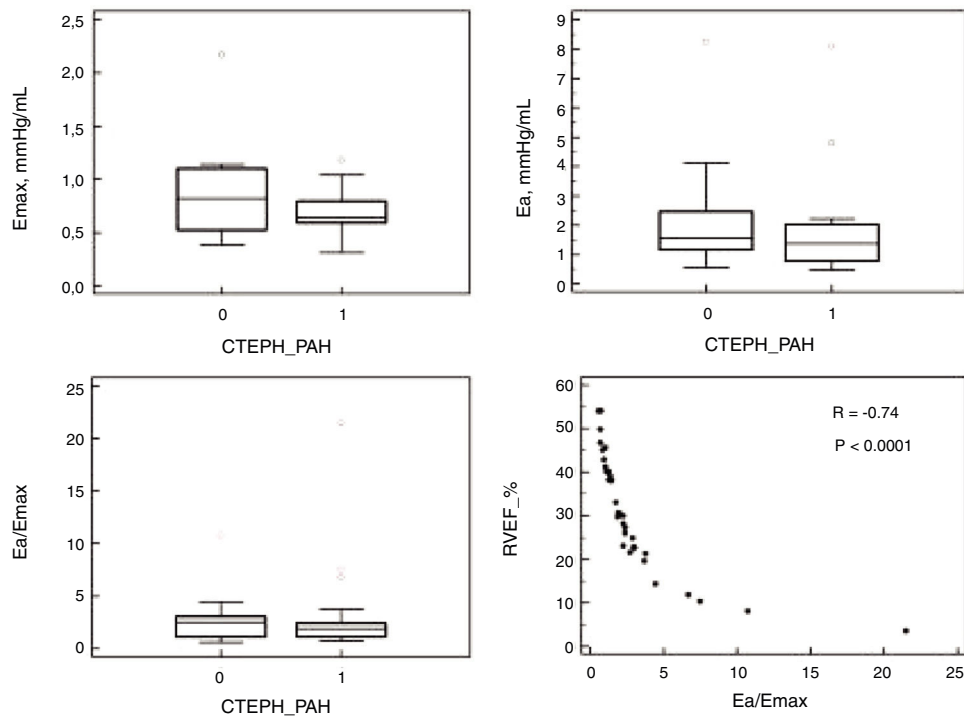 2,5
2,0
1,5
1,0
0,5
0,0
Emax, mmHg/mL
0 1
CTEPH_PAH
9
8
7
6
5
4
3
2
1
0
Ea, mmHg/mL
0 1
CTEPH_PAH
25
20
15
10
5
0
Ea/Emax
0 1
CTEPH_PAH
60
50
40
30
20
10
0
RVEF_%
R = -0.74
P < 0.0001
0 5 10 15 20 25
Ea/Emax